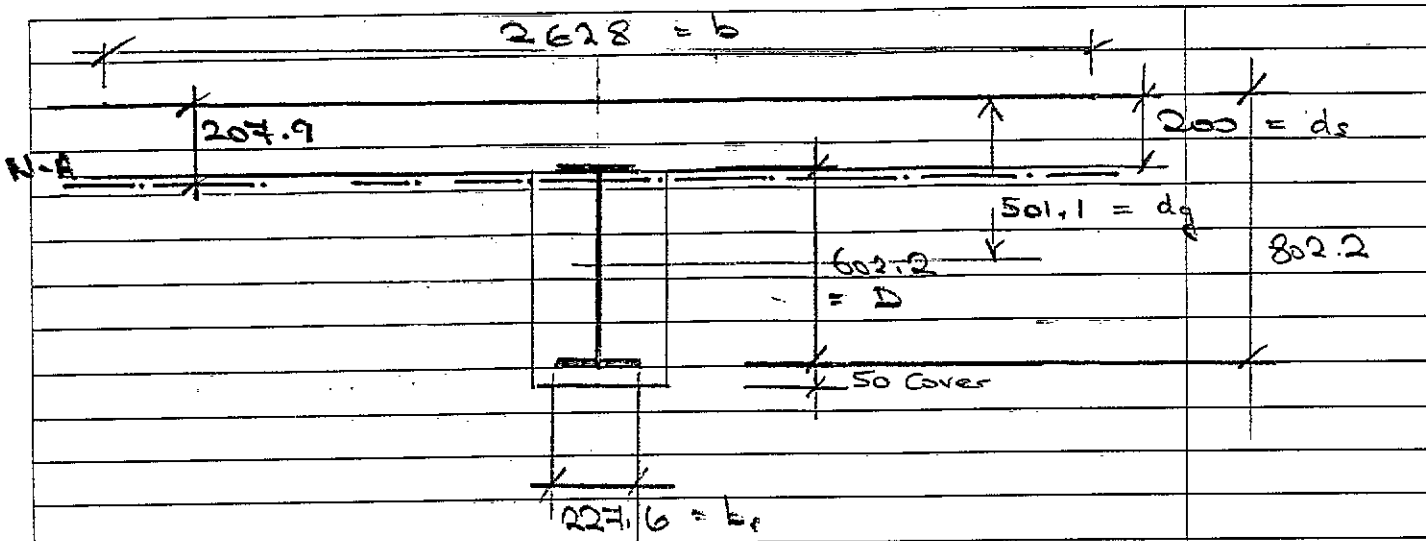 2628 = b
207.9
200 = ds
N-A
501.1 = dg
602.2
= D
802.2
50 Cover
227.6 = bf